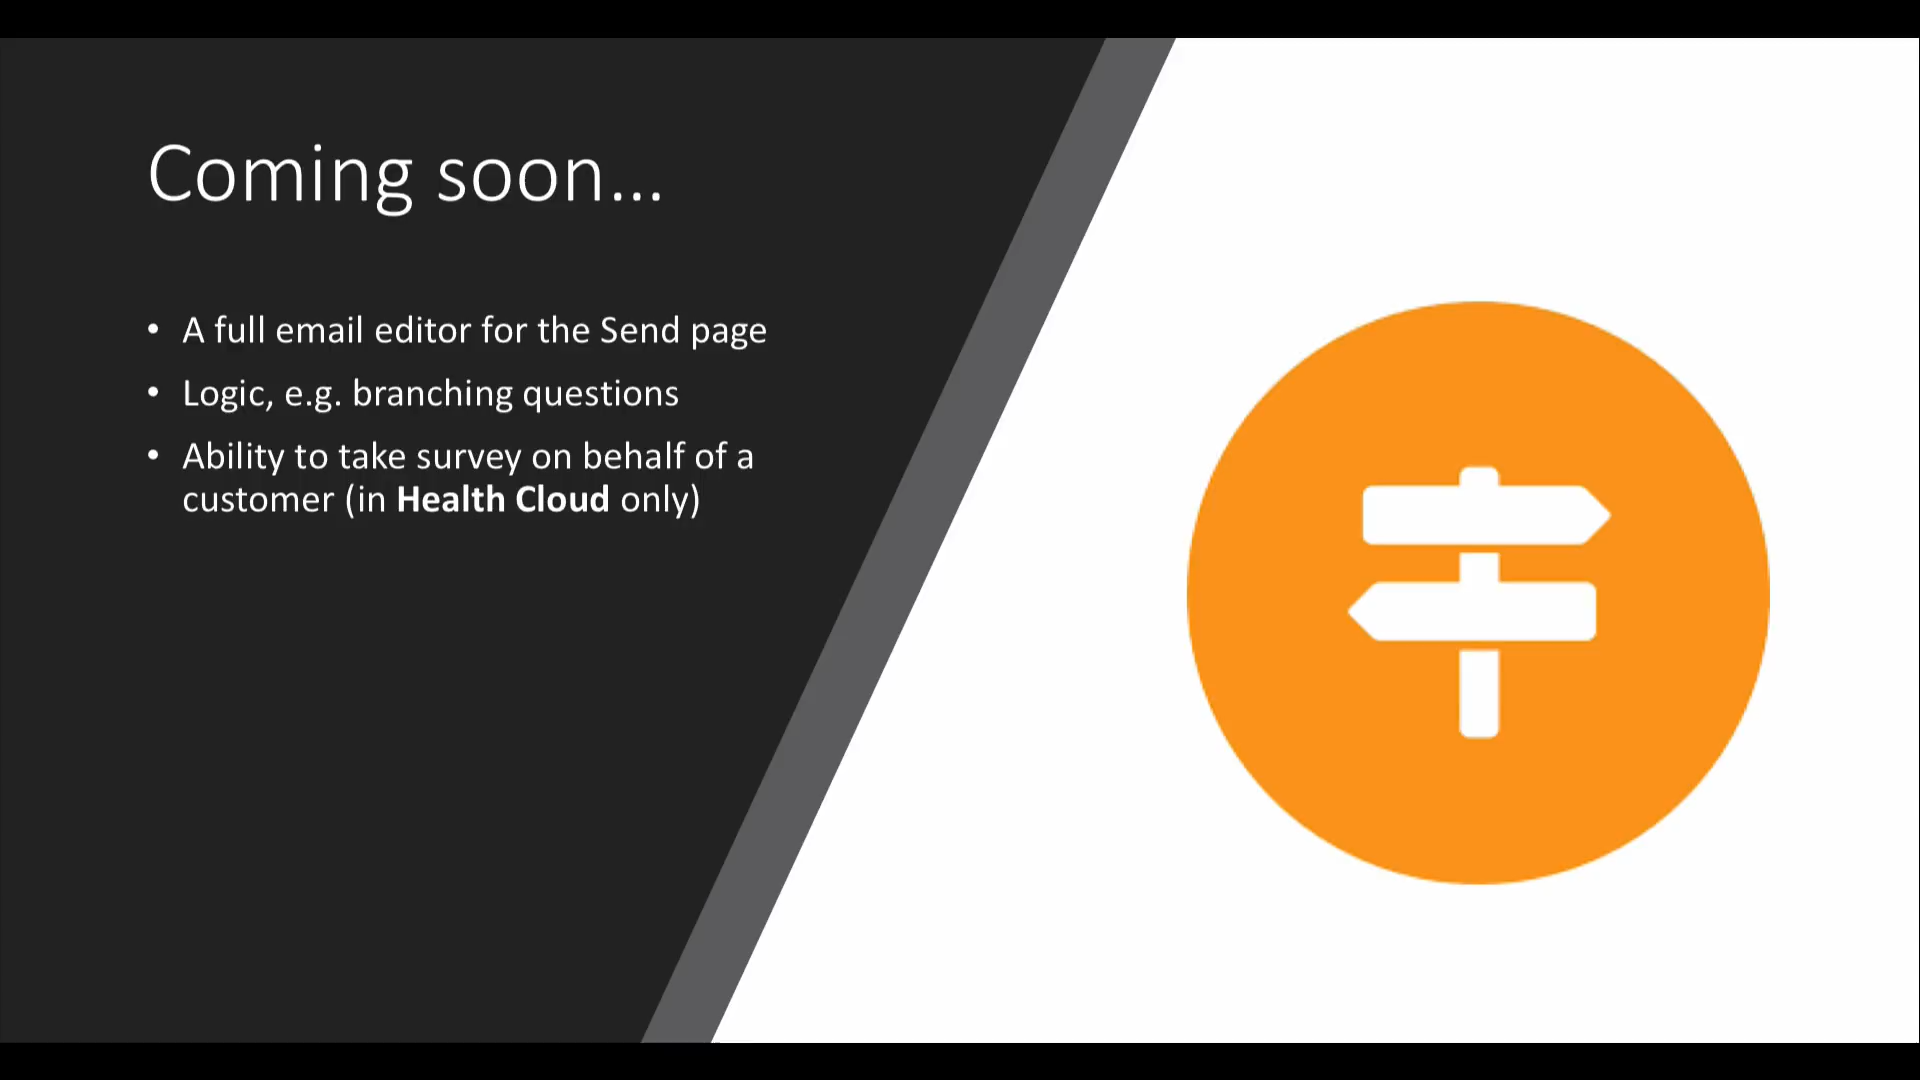 Coming soon...
• A full email editor for the Send page
• Logic, e.g. branching questions
• Ability to take survey on behalf of a
customer (in Health Cloud only)